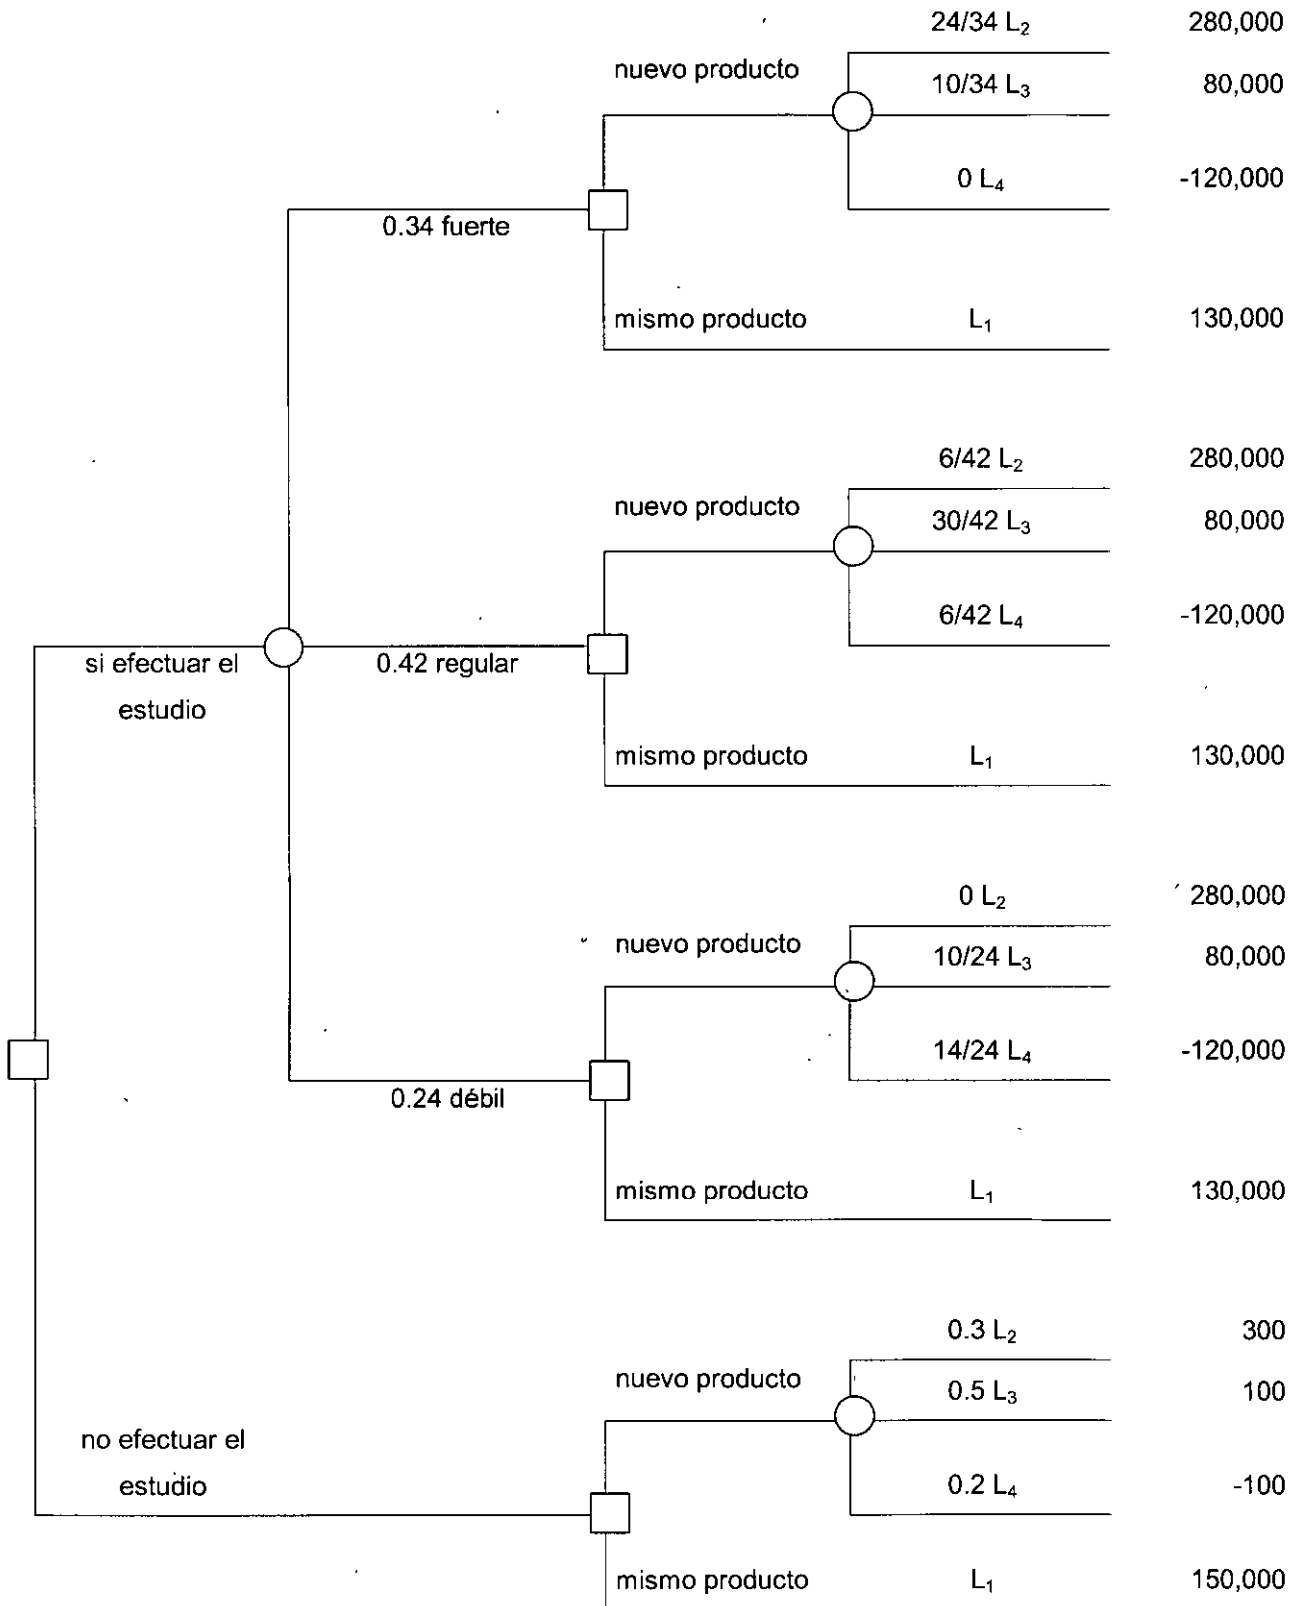 24/34 L₂ 280,000
nuevo producto
10/34 L₃ 80,000
0 L₄ -120,000
0.34 fuerte
mismo producto L₁ 130,000
6/42 L₂ 280,000
nuevo producto
30/42 L₃ 80,000
6/42 L₄ -120,000
si efectuar el
estudio
0.42 regular
mismo producto L₁ 130,000
0 L₂ 280,000
nuevo producto
10/24 L₃ 80,000
14/24 L₄ -120,000
0.24 débil
mismo producto L₁ 130,000
0.3 L₂ 300
nuevo producto
0.5 L₃ 100
no efectuar el
estudio
0.2 L₄ -100
mismo producto L₁ 150,000